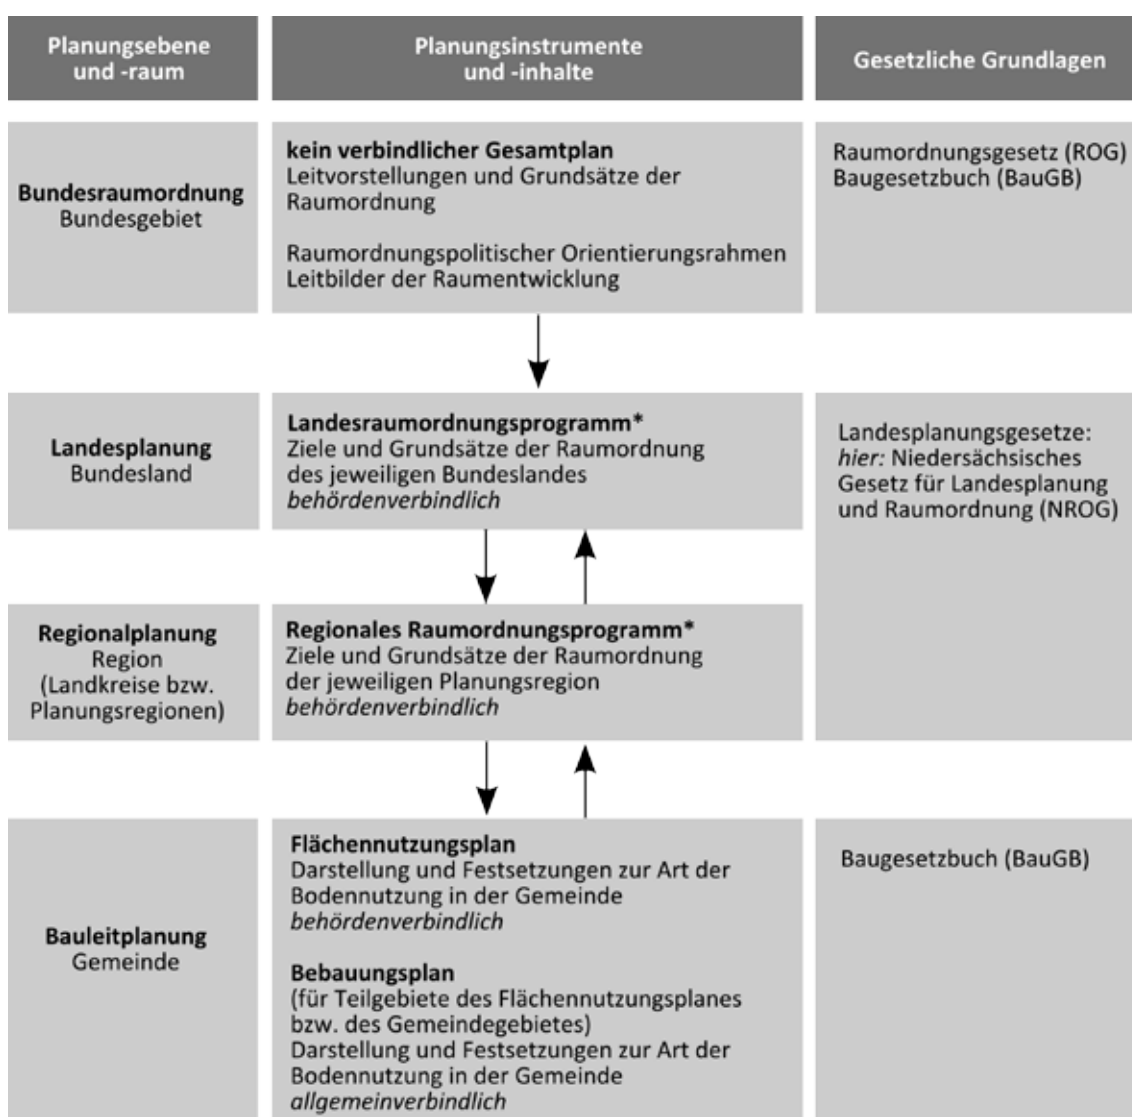 Planungsebene
und -raum
Planungsinstrumente
und -inhalte
Gesetzliche Grundlagen
Bundesraumordnung
Bundesgebiet
kein verbindlicher Gesamtplan
Leitvorstellungen und Grundsätze der
Raumordnung
Raumordnungspolitischer Orientierungsrahmen
Leitbilder der Raumentwicklung
Raumordnungsgesetz (ROG)
Baugesetzbuch (BauGB)
Landesplanung
Bundesland
Landesraumordnungsprogramm*
Ziele und Grundsätze der Raumordnung
des jeweiligen Bundeslandes
behördenverbindlich
Landesplanungsgesetze:
hier: Niedersächsisches
Gesetz für Landesplanung
und Raumordnung (NROG)
Regionalplanung
Region
(Landkreise bzw.
Planungsregionen)
Regionales Raumordnungsprogramm*
Ziele und Grundsätze der Raumordnung
der jeweiligen Planungsregion
behördenverbindlich
Bauleitplanung
Gemeinde
Flächennutzungsplan
Darstellung und Festsetzungen zur Art der
Bodennutzung in der Gemeinde
behördenverbindlich
Bebauungsplan
(für Teilgebiete des Flächennutzungsplanes
bzw. des Gemeindegebietes)
Darstellung und Festsetzungen zur Art der
Bodennutzung in der Gemeinde
allgemeinverbindlich
Baugesetzbuch (BauGB)